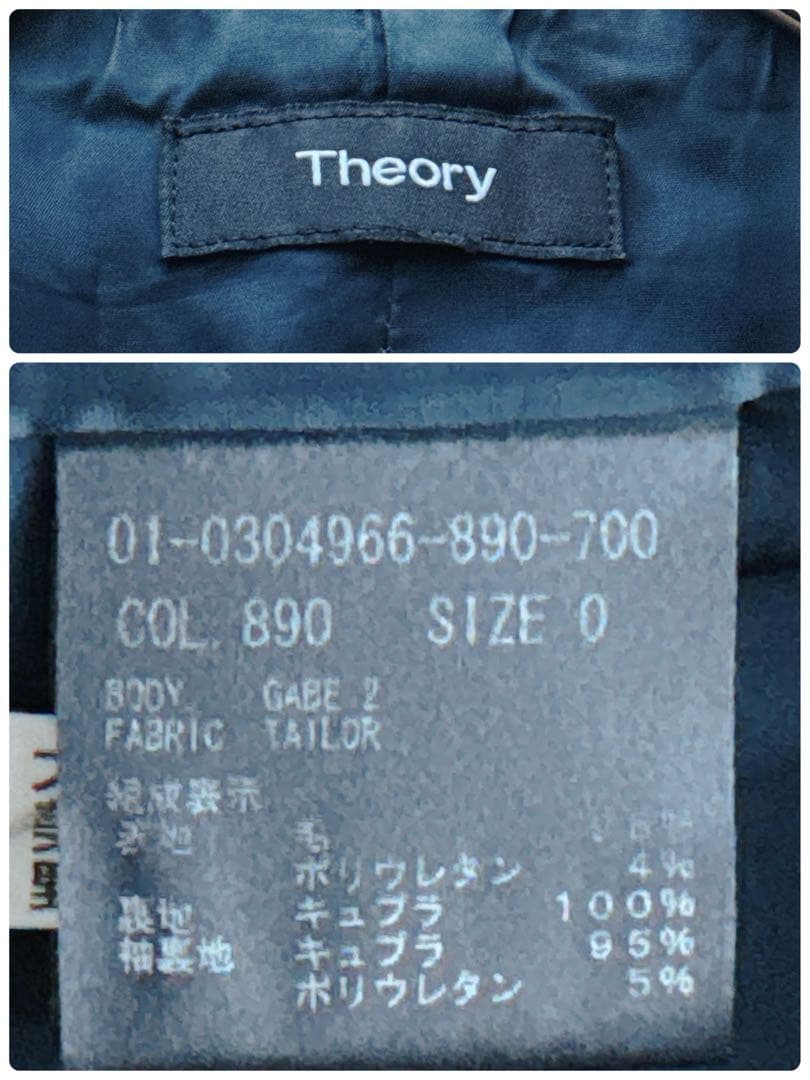 Theory
01-0304966-890-700
COL. 890 SIZE 0
BODY GABE 2
FABRIC TAILOR
組成表示
表地 毛
ポリウレタン 4%
裏地 キュプラ 100%
袖裏地 キュプラ 95%
ポリウレタン 5%